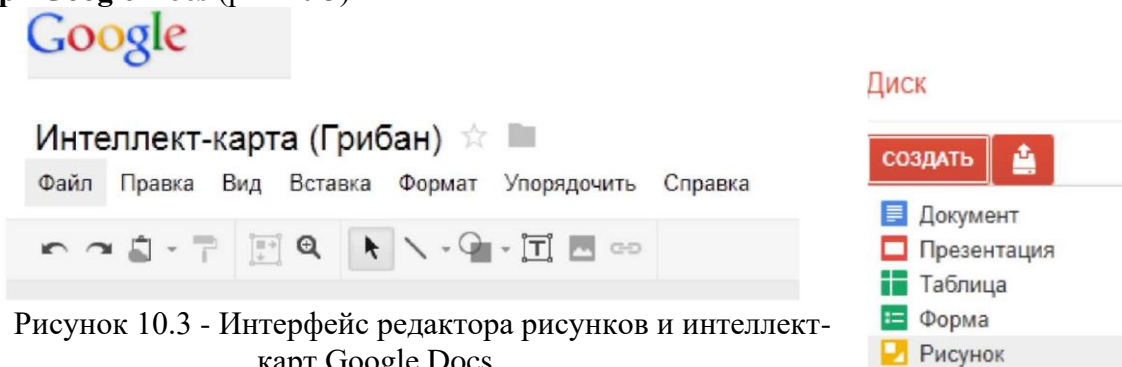 Google
Интеллект-карта (Грибан)
Файл Правка Вид Вставка Формат Упорядочить Справка
Рисунок 10.3 - Интерфейс редактора рисунков и интеллект-
карт Google Docs
Диск
СОЗДАТЬ
Документ
Презентация
Таблица
Форма
Рисунок